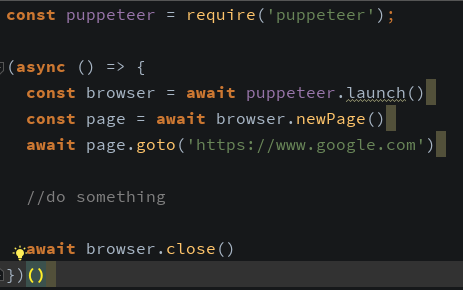 const puppeteer = require('puppeteer');
(async () => {
const browser = await puppeteer.launch()
const page = await browser.newPage()
await page.goto('https://www.google.com')
//do something
await browser.close()
})()